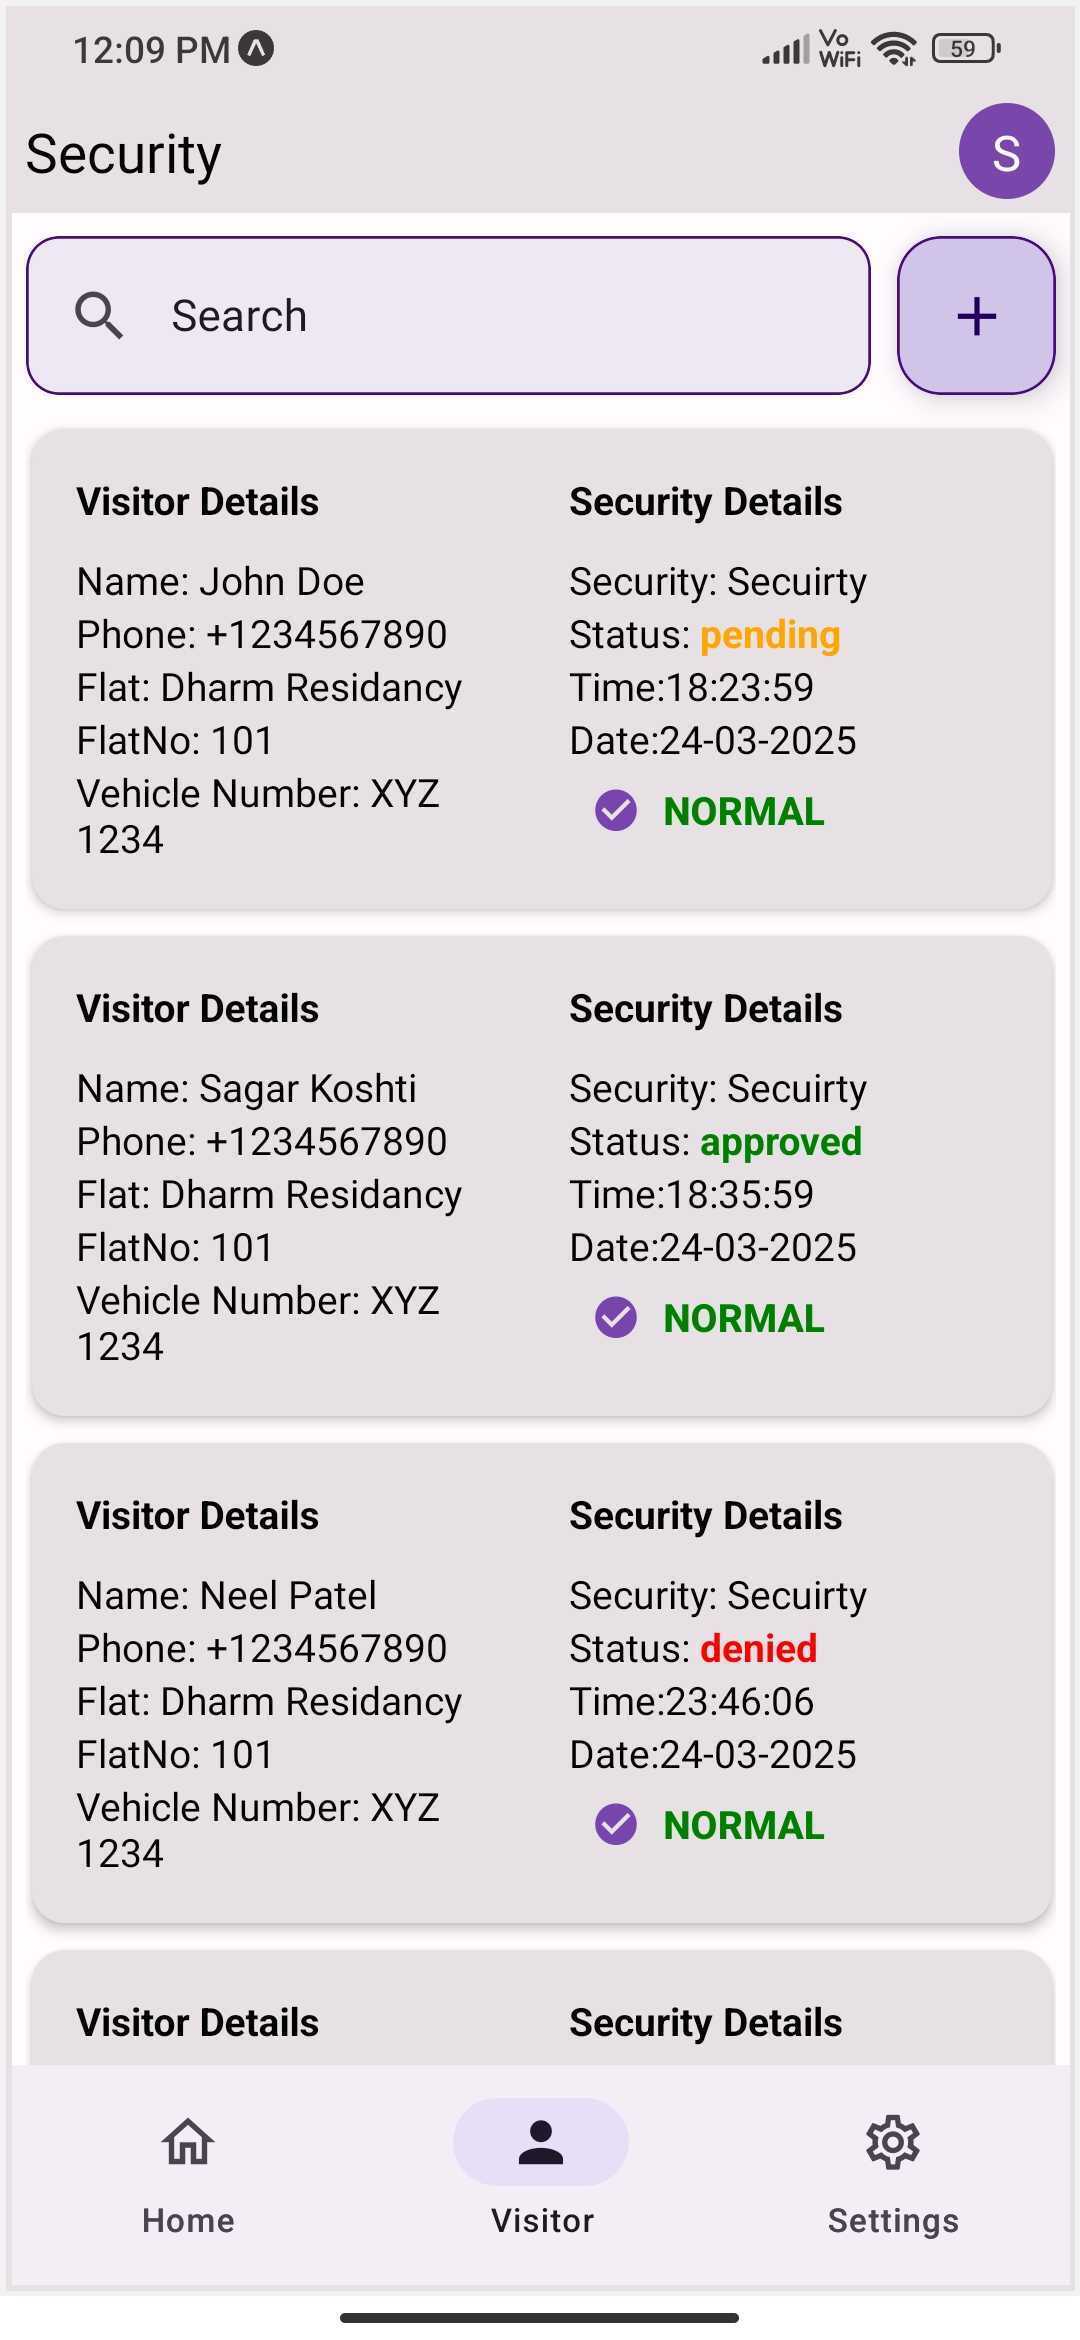 12:09 PM
Vo
WiFi
59
Security
S
Search
+
Visitor Details
Name: John Doe
Phone: +1234567890
Flat: Dharm Residancy
FlatNo: 101
Vehicle Number: XYZ
1234
Security Details
Security: Secuirty
Status: pending
Time:18:23:59
Date:24-03-2025
NORMAL
Visitor Details
Name: Sagar Koshti
Phone: +1234567890
Flat: Dharm Residancy
FlatNo: 101
Vehicle Number: XYZ
1234
Security Details
Security: Secuirty
Status: approved
Time:18:35:59
Date:24-03-2025
NORMAL
Visitor Details
Name: Neel Patel
Phone: +1234567890
Flat: Dharm Residancy
FlatNo: 101
Vehicle Number: XYZ
1234
Security Details
Security: Secuirty
Status: denied
Time:23:46:06
Date:24-03-2025
NORMAL
Visitor Details
Security Details
Home
Visitor
Settings